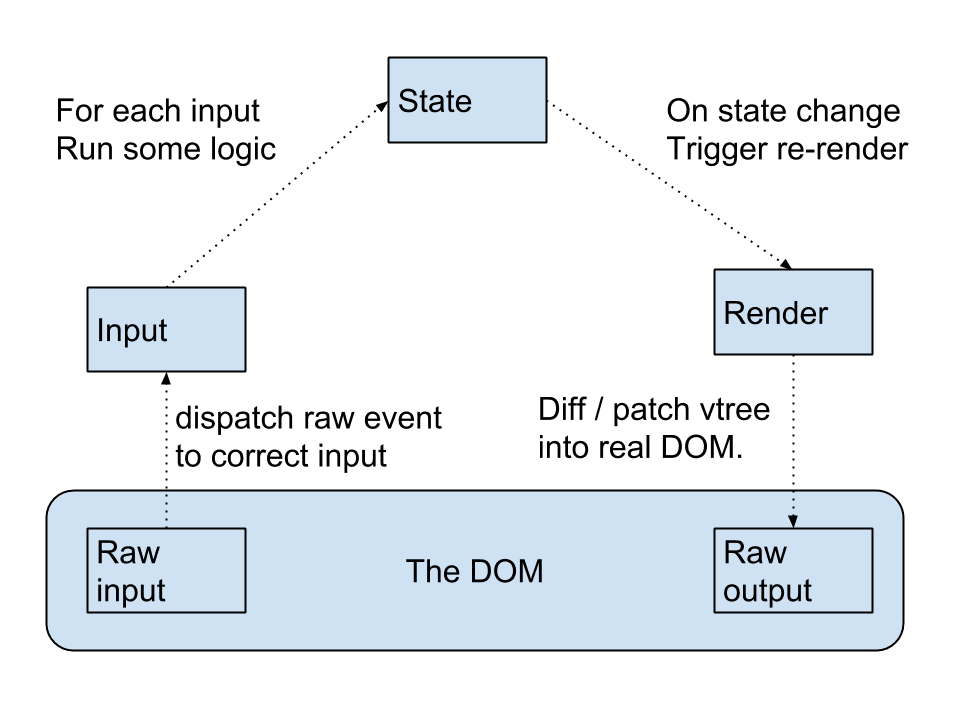 State
For each input
Run some logic
On state change
Trigger re-render
Input
Render
dispatch raw event
to correct input
Diff / patch vtree
into real DOM.
Raw
input
The DOM
Raw
output